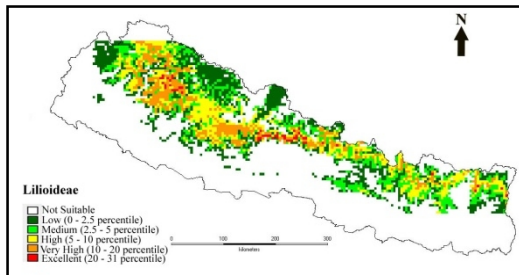 N
Lilioideae
Not Suitable
Low (0 - 2.5 percentile)
Medium (2.5 - 5 percentile)
High (5 - 10 percentile)
Very High (10 - 20 percentile)
Excellent (20 - 31 percentile)
0 100 200 300
kilometers